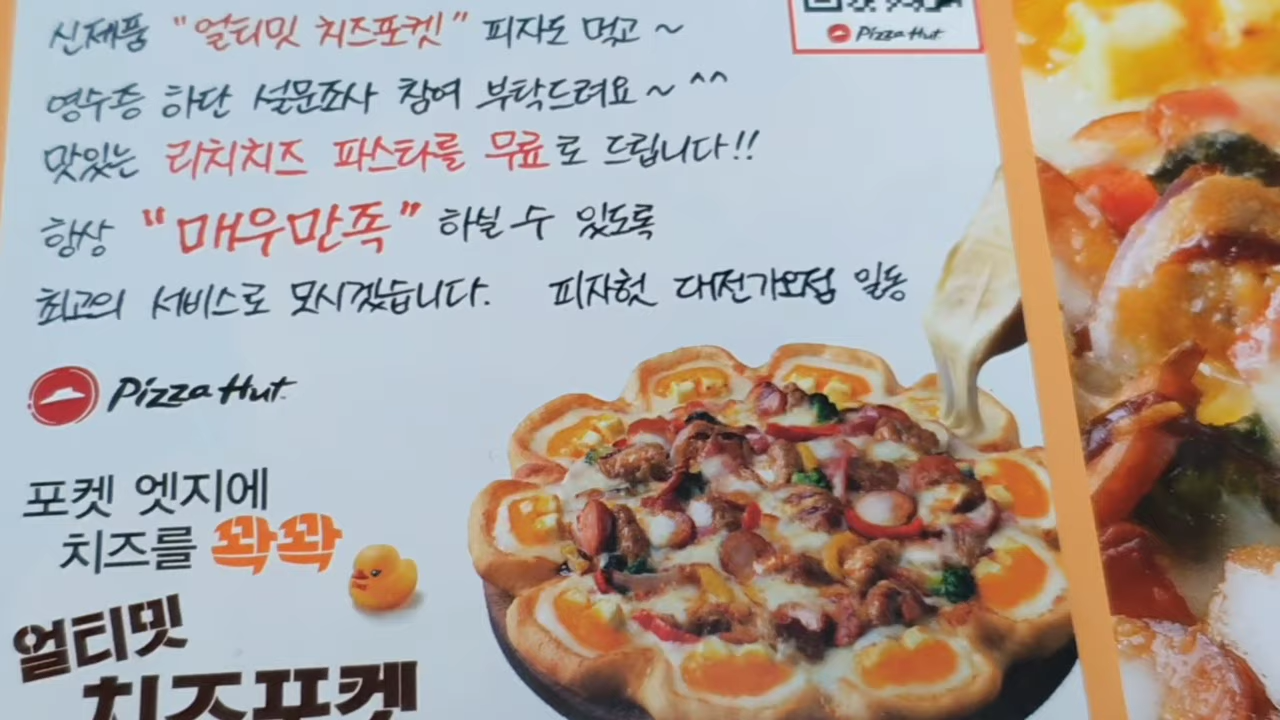 신제품 "얼티밋 치즈포켓" 피자도 먹고 ~
Pizza Hut
영수증 하단 설문조사 참여 부탁드려요 ~ ^^
맛있는 리치치즈 파스타를 무료로 드립니다!!
항상 "매우만족" 하실 수 있도록
최고의 서비스로 모시겠습니다. 피자헛 대전가오점 일동
Pizza Hut
포켓 엣지에
치즈를 꽉꽉
얼티밋
치즈포켓